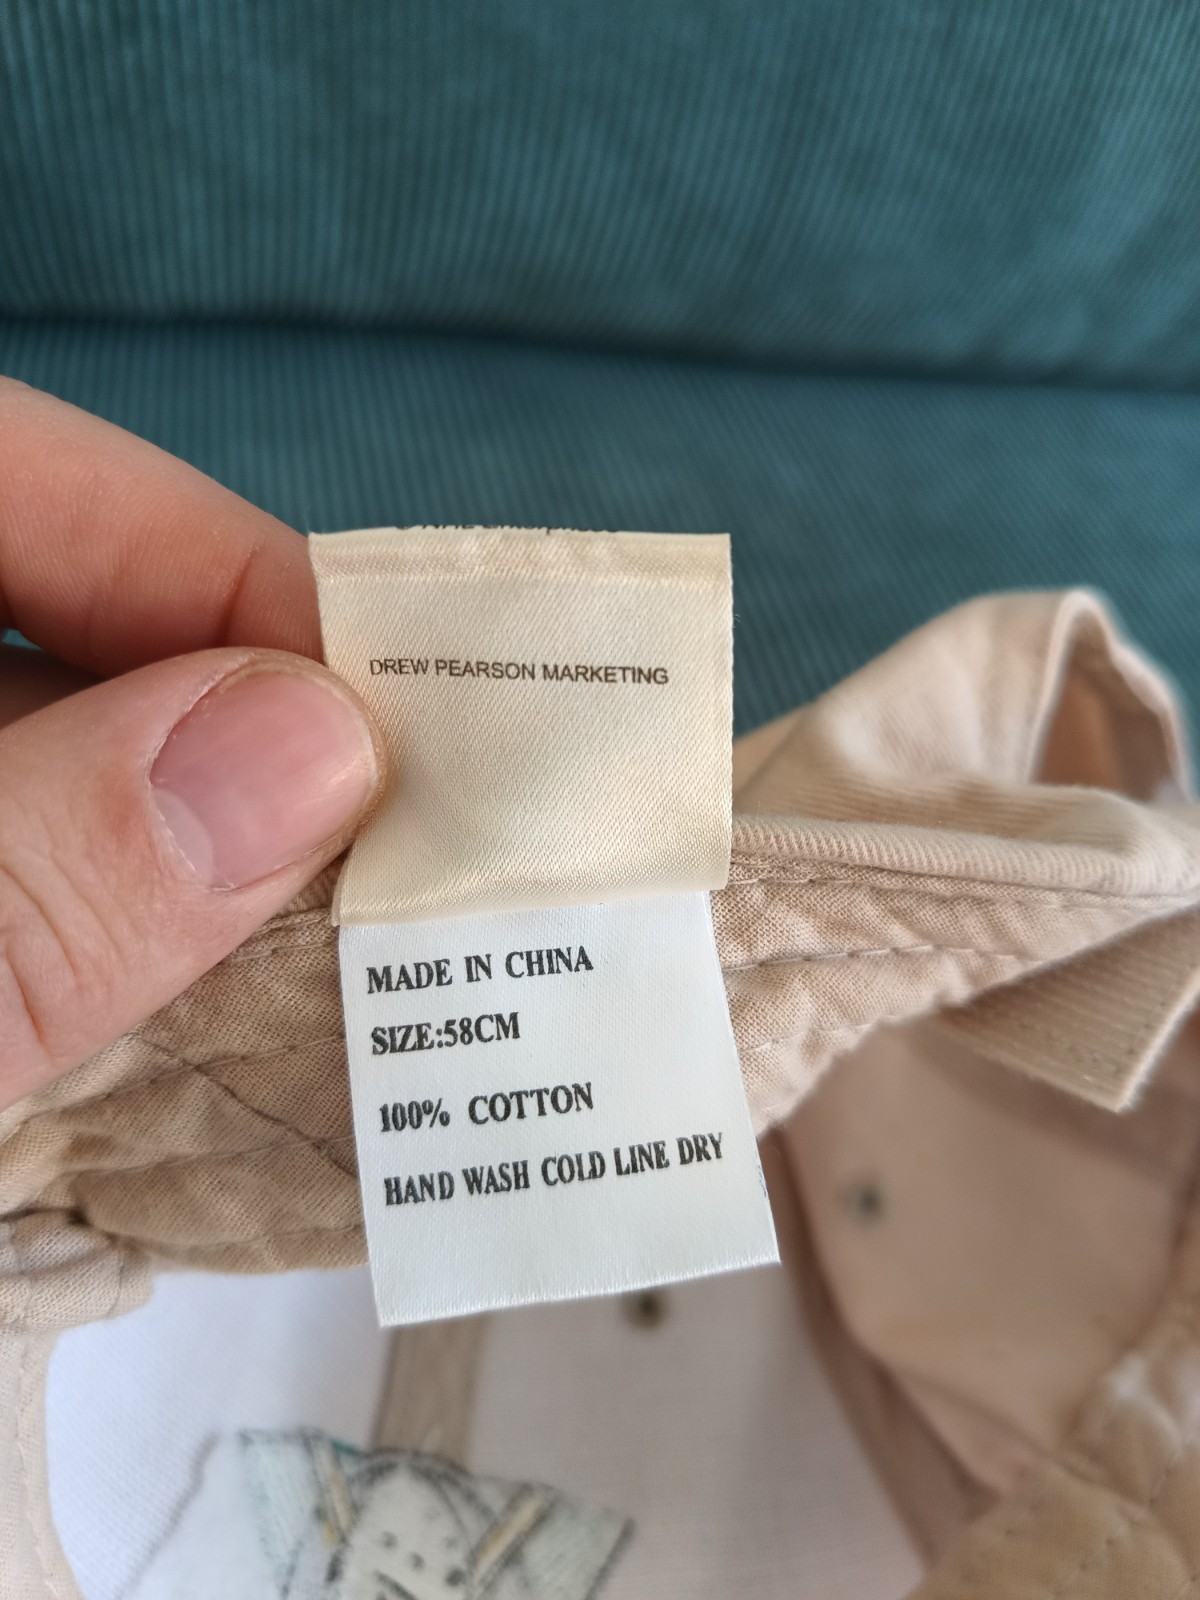 DREW PEARSON MARKETING
MADE IN CHINA
SIZE:58CM
100% COTTON
HAND WASH COLD LINE DRY